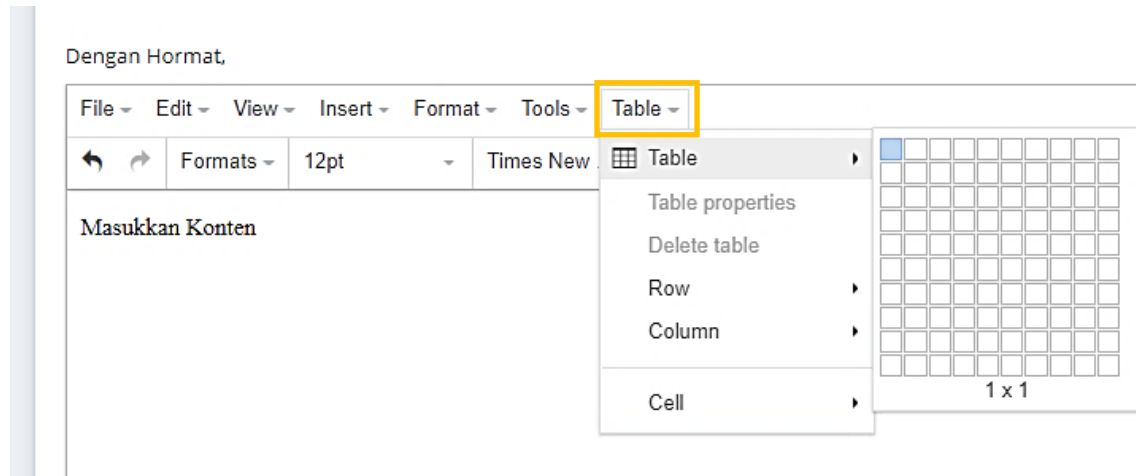 Dengan Hormat,
File Edit View Insert Format Tools Table
Formats 12pt Times New .
Table
Table properties
Delete table
Row
Column
Cell
1 x 1
Masukkan Konten